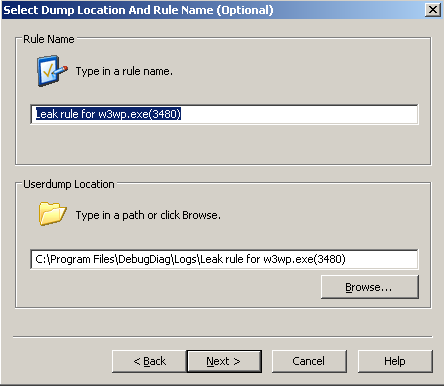 Select Dump Location And Rule Name (Optional)
Rule Name
Type in a rule name.
Leak rule for w3wp.exe(3480)
Userdump Location
Type in a path or click Browse.
C:\Program Files\DebugDiag\Logs\Leak rule for w3wp.exe(3480)
Browse...
< Back
Next >
Cancel
Help